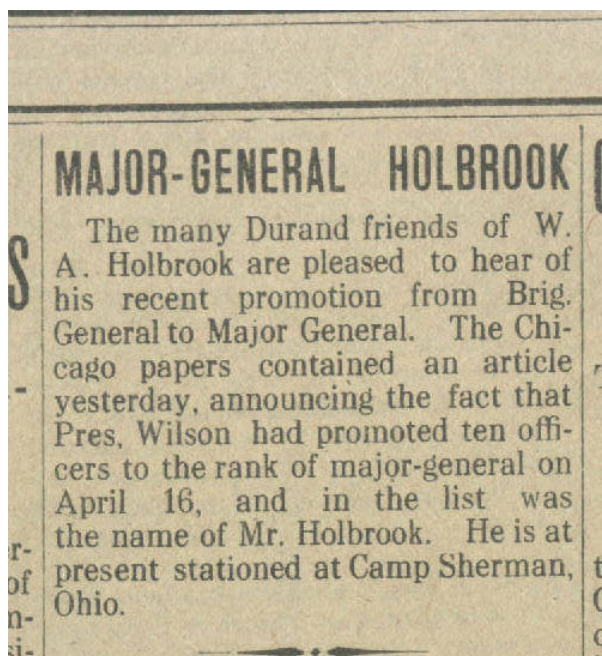 MAJOR-GENERAL HOLBROOK
The many Durand friends of W.
A. Holbrook are pleased to hear of
his recent promotion from Brig.
General to Major General. The Chi-
cago papers contained an article
yesterday, announcing the fact that
Pres. Wilson had promoted ten offi-
cers to the rank of major-general on
April 16, and in the list was
the name of Mr. Holbrook. He is at
present stationed at Camp Sherman,
Ohio.